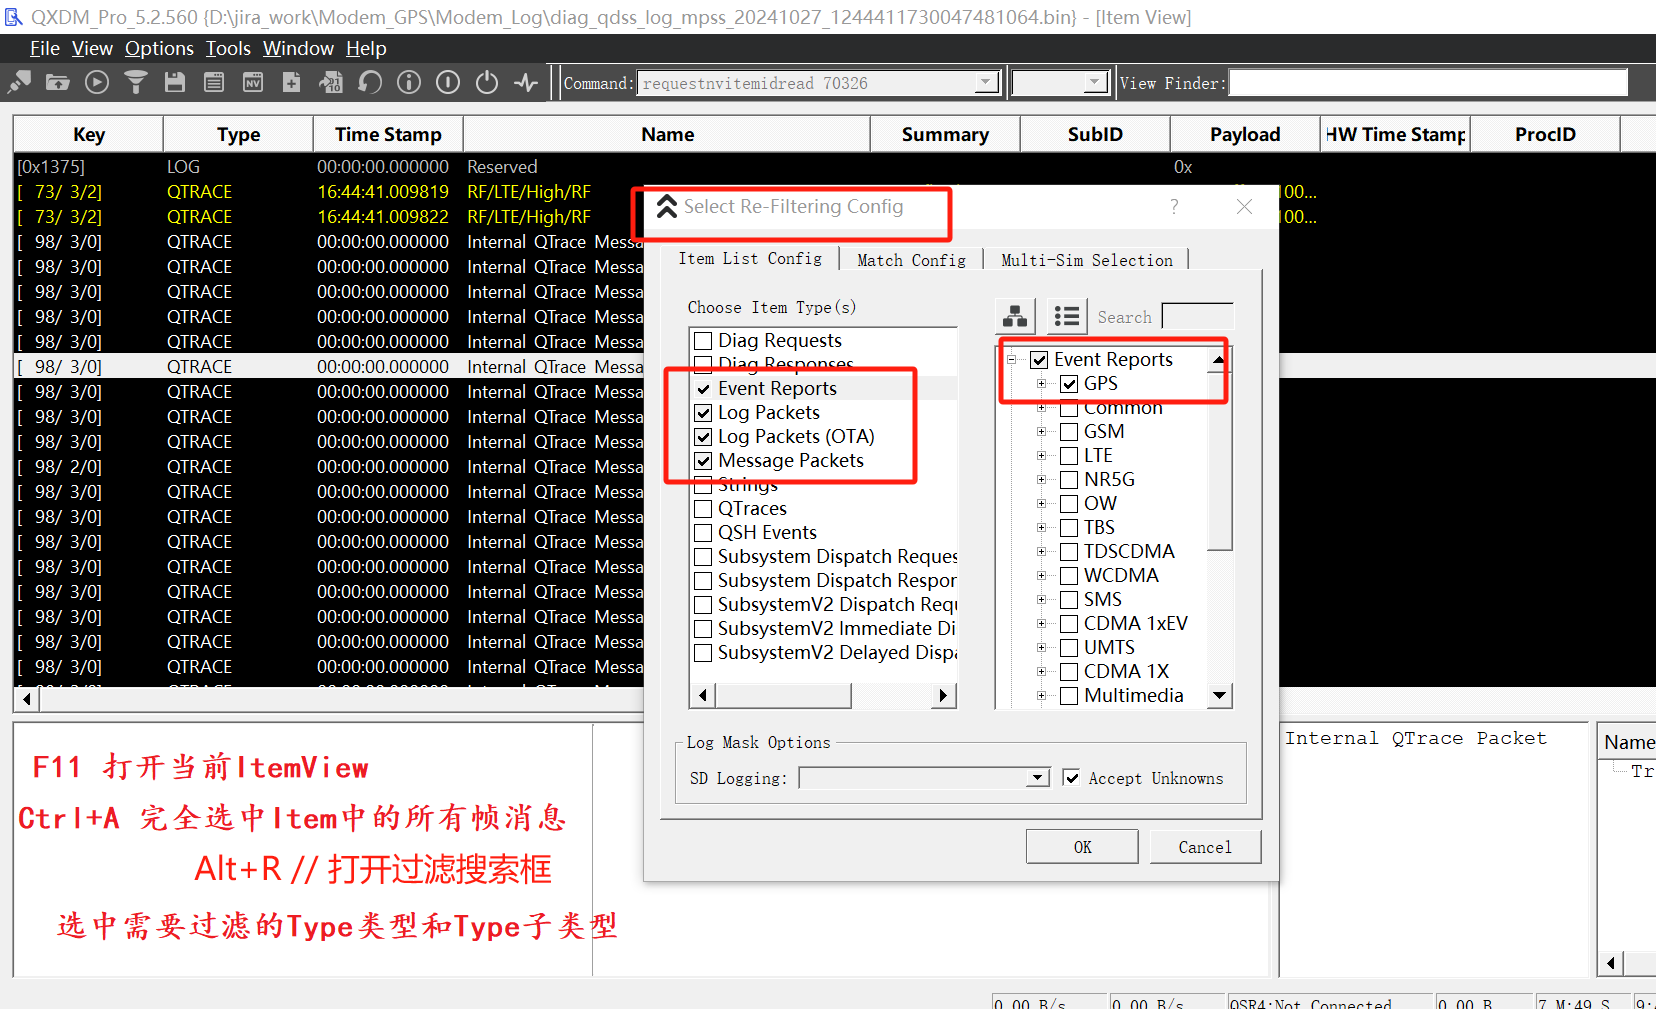 QXDM_Pro_5.2.560 {D:\jira_work\Modem_GPS\Modem_Log\diag_qdss_log_mpss_20241027_1244411730047481064.bin} - [Item View]
File View Options Tools Window Help
Command: requestnvitemidread 70326 View Finder:
Key Type Time Stamp Name Summary SubID Payload HW Time Stamp ProcID
[0x1375] LOG 00:00:00.000000 Reserved 0x
[ 73/ 3/2] QTRACE 16:44:41.009819 RF/LTE/High/RF 100...
[ 73/ 3/2] QTRACE 16:44:41.009822 RF/LTE/High/RF 100...
[ 98/ 3/0] QTRACE 00:00:00.000000 Internal QTrace Messa
[ 98/ 3/0] QTRACE 00:00:00.000000 Internal QTrace Messa
[ 98/ 3/0] QTRACE 00:00:00.000000 Internal QTrace Messa
[ 98/ 3/0] QTRACE 00:00:00.000000 Internal QTrace Messa
[ 98/ 3/0] QTRACE 00:00:00.000000 Internal QTrace Messa
[ 98/ 3/0] QTRACE 00:00:00.000000 Internal QTrace Messa
[ 98/ 3/0] QTRACE 00:00:00.000000 Internal QTrace Messa
[ 98/ 3/0] QTRACE 00:00:00.000000 Internal QTrace Messa
[ 98/ 3/0] QTRACE 00:00:00.000000 Internal QTrace Messa
[ 98/ 2/0] QTRACE 00:00:00.000000 Internal QTrace Messa
[ 98/ 3/0] QTRACE 00:00:00.000000 Internal QTrace Messa
[ 98/ 3/0] QTRACE 00:00:00.000000 Internal QTrace Messa
[ 98/ 3/0] QTRACE 00:00:00.000000 Internal QTrace Messa
[ 98/ 3/0] QTRACE 00:00:00.000000 Internal QTrace Messa
[ 98/ 3/0] QTRACE 00:00:00.000000 Internal QTrace Messa
[ 98/ 3/0] QTRACE 00:00:00.000000 Internal QTrace Messa
[ 98/ 3/0] QTRACE 00:00:00.000000 Internal QTrace Messa
[ 98/ 3/0] QTRACE 00:00:00.000000 Internal QTrace Messa
Select Re-Filtering Config ?
Item List Config Match Config Multi-Sim Selection
Choose Item Type(s)
Diag Requests
Diag Responses
Event Reports
Log Packets
Log Packets (OTA)
Message Packets
Strings
QTraces
QSH Events
Subsystem Dispatch Reques
Subsystem Dispatch Respor
SubsystemV2 Dispatch Requ
SubsystemV2 Immediate Di
SubsystemV2 Delayed Dispa
Search
Event Reports
GPS
Common
GSM
LTE
NR5G
OW
TBS
TDSCDMA
WCDMA
SMS
CDMA 1xEV
UMTS
CDMA 1X
Multimedia
Log Mask Options
SD Logging: Accept Unknowns
OK Cancel
F11 打开当前ItemView
Ctrl+A 完全选中Item中的所有帧消息
Alt+R // 打开过滤搜索框
选中需要过滤的Type类型和Type子类型
Internal QTrace Packet
Name
Tr
0.00 B/s 0.00 B/s QSR4:Not Connected 0.00 B 7 M:49 S 9: